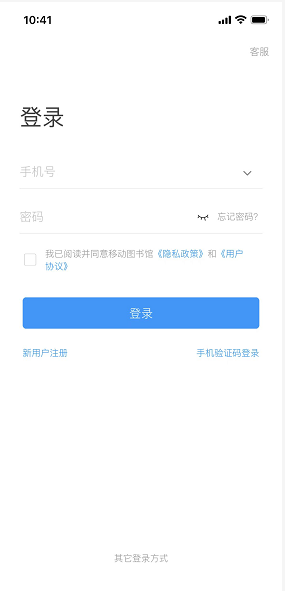 10:41
客服
登录
手机号
密码
忘记密码?
我已阅读并同意移动图书馆《隐私政策》和《用户
协议》
登录
新用户注册
手机验证码登录
其它登录方式